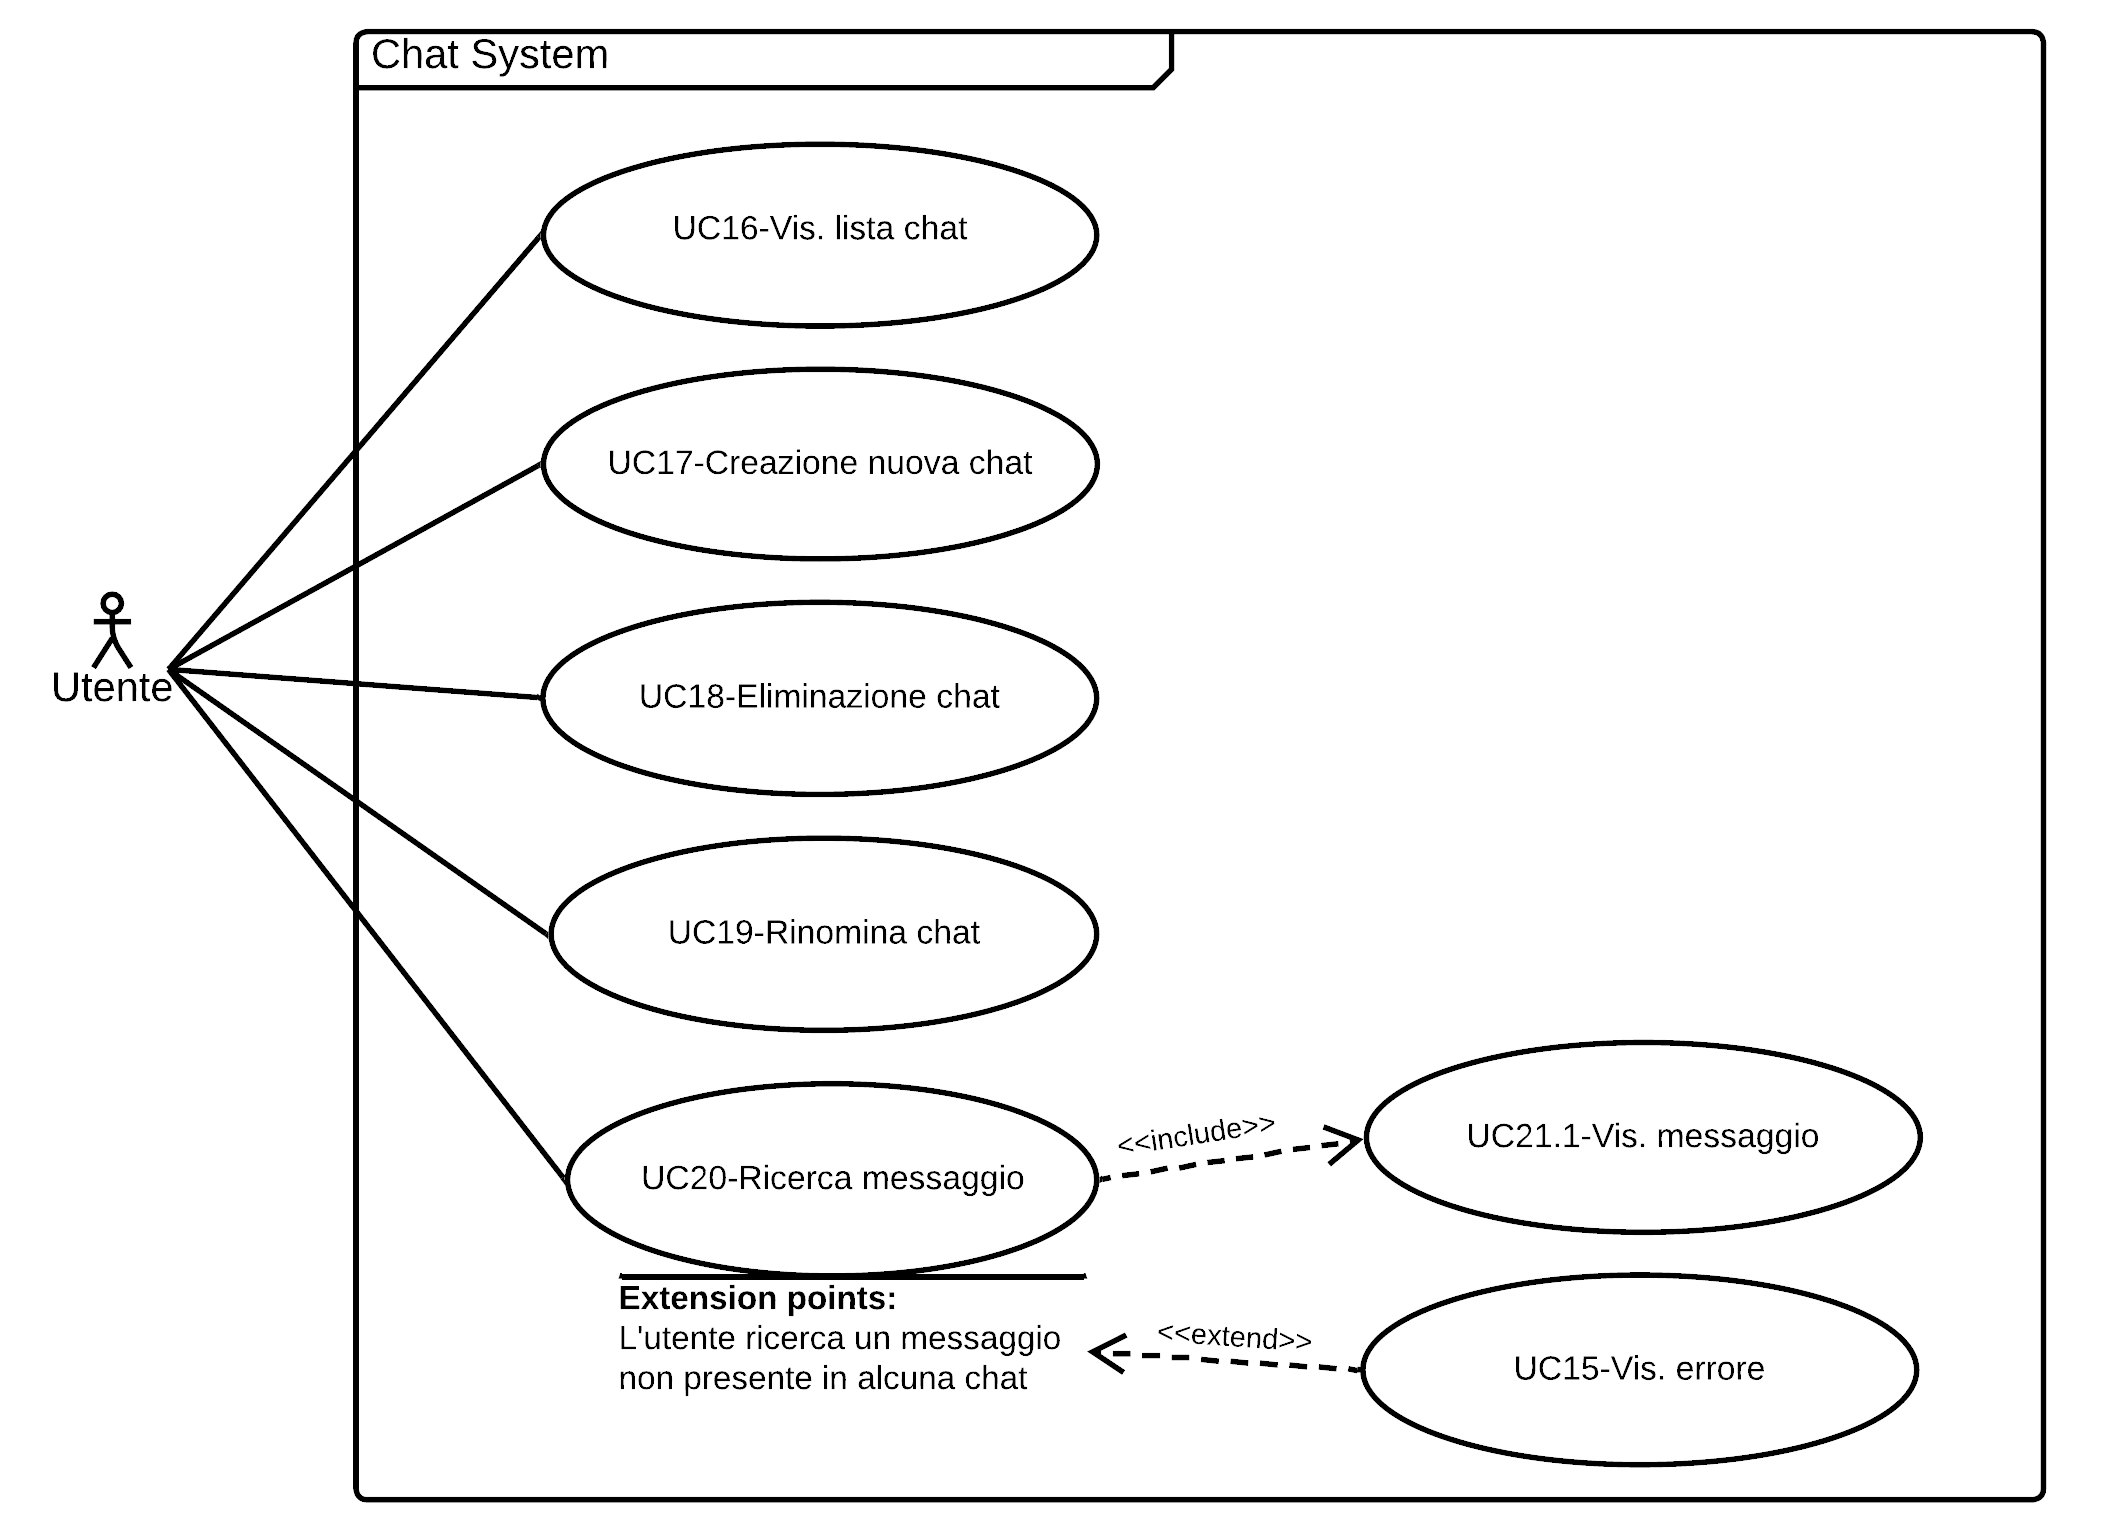 Chat System
UC16-Vis. lista chat
UC17-Creazione nuova chat
Utente
UC18-Eliminazione chat
UC19-Rinomina chat
UC20-Ricerca messaggio
<<include>>
UC21.1-Vis. messaggio
Extension points:
L'utente ricerca un messaggio
non presente in alcuna chat
<<extend>>
UC15-Vis. errore